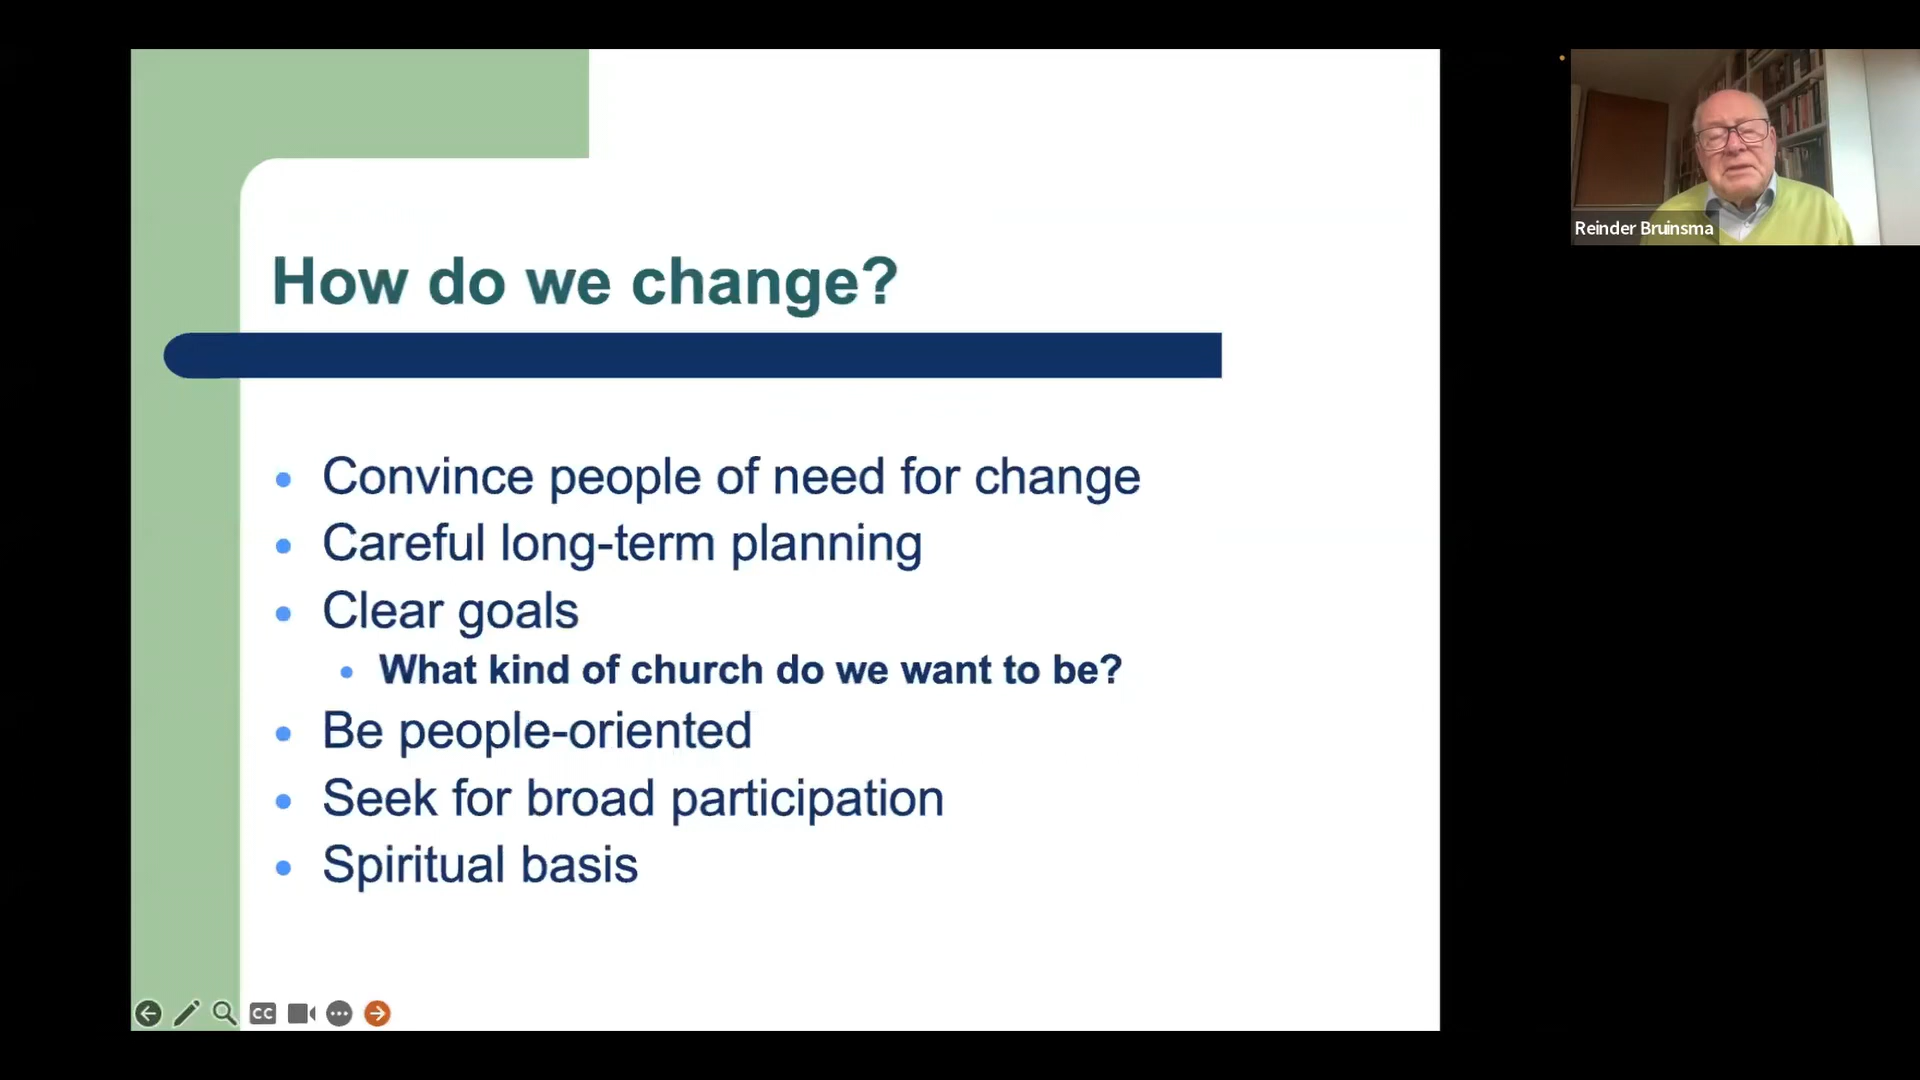 How do we change?
Convince people of need for change
Careful long-term planning
Clear goals
What kind of church do we want to be?
Be people-oriented
Seek for broad participation
Spiritual basis
CC
Reinder Bruinsma